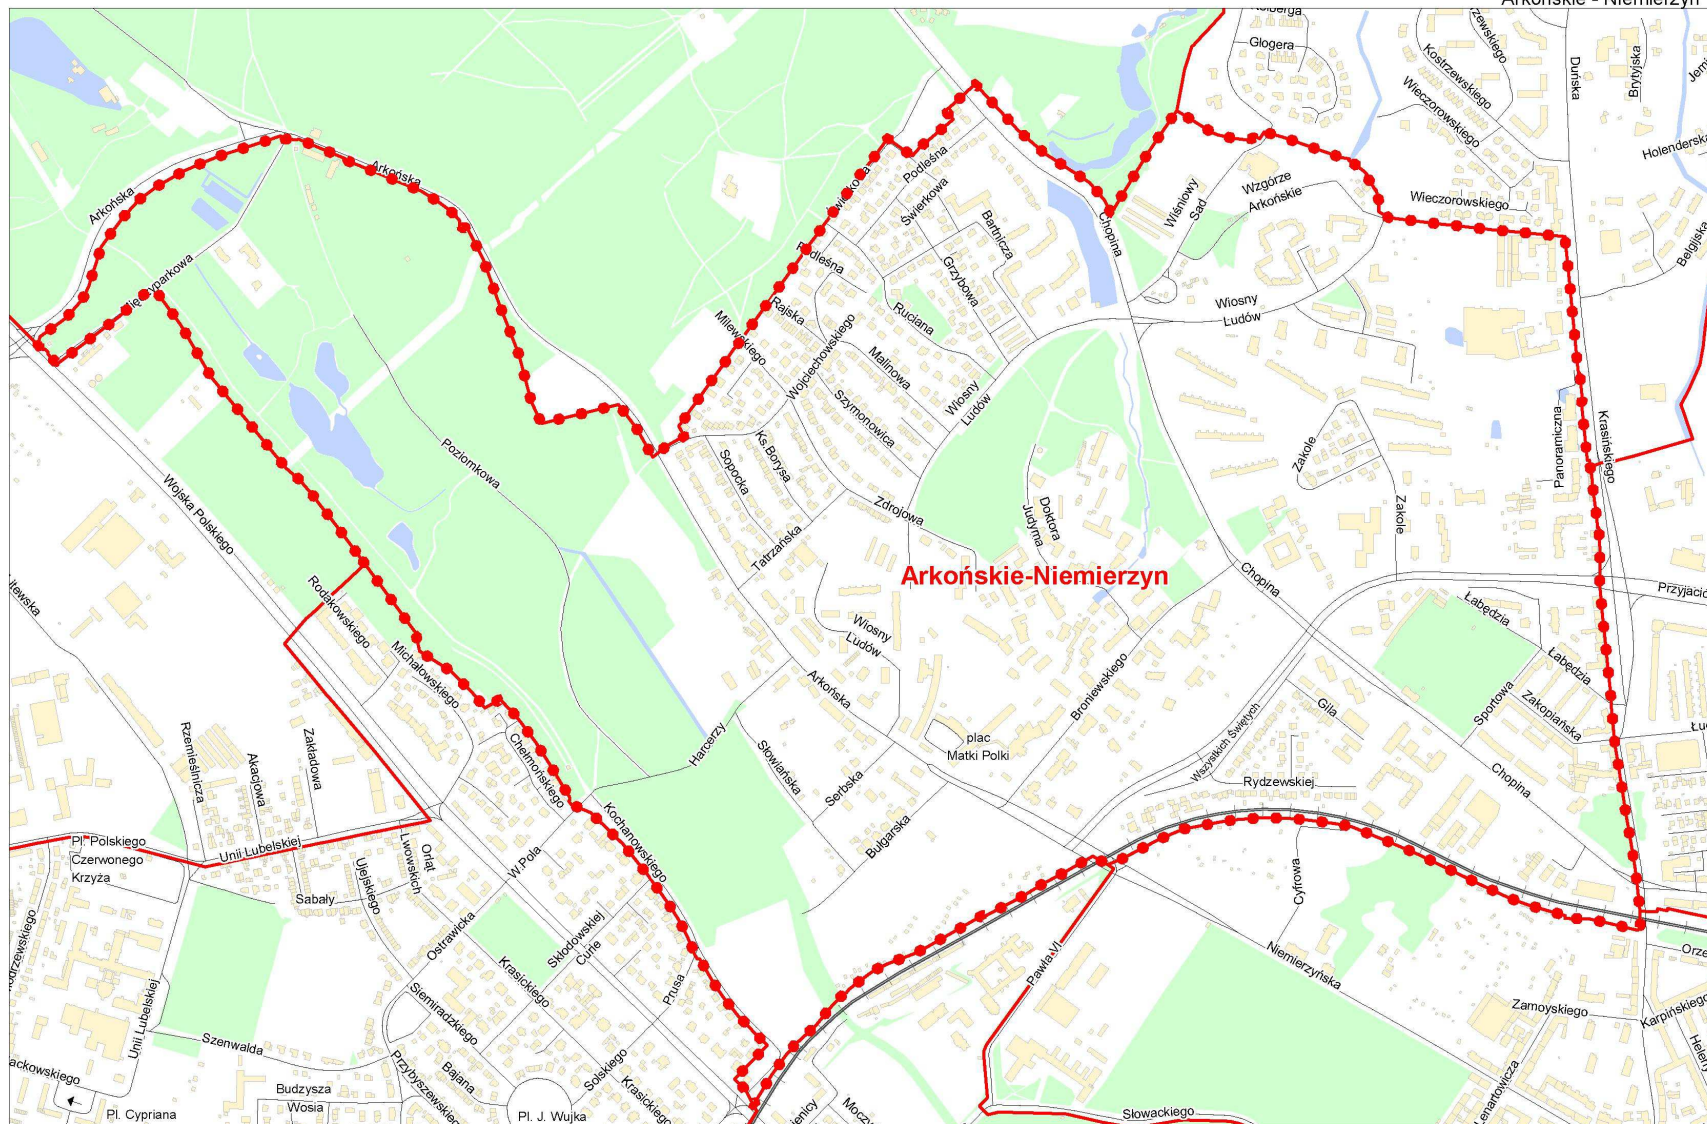 Arkońskie - Niemierzyn
Kolberga
Glogera
Kostrzewskiego
Wieczorowskiego
Duńska
Brytyjska
Holenderska
Arkońska
Arkońska
Podleśna
Świerkowa
Bartnicza
Chopina
Wiśniowy
Sad
Wzgórze
Arkońskie
Wieczorowskiego
Belgijska
Podleśna
Grzybowa
Rajska
Ruciana
Milewskiego
Wojciechowskiego
Malinowa
Wiosny
Ludów
Wiosny
Ludów
Szymonowica
Poziomkowa
Ks.Borysa
Sopocka
Zakole
Panoramiczna
Krasińskiego
Wojska Polskiego
Zdrojowa
Doktora
Judyma
Zakole
Tatrzańska
Arkońskie-Niemierzyn
Chopina
Łabędzia
Rodakowskiego
Wiosny
Ludów
Michałowskiego
Łabędzia
Arkońska
Broniewskiego
Gila
Sportowa
Zakopiańska
Rzemieślnicza
Akacjowa
Zakładowa
Chełmońskiego
Harcerzy
Słowiańska
plac
Matki Polki
Wszystkich Świętych
Serbska
Rydzewskiej
Chopina
Kochanowskiego
Bułgarska
Pl. Polskiego
Czerwonego
Krzyża
Unii Lubelskiej
Lwowskich
Orląt
Ujejskiego
W.Pola
Sabały
Cyfrowa
Ostrawicka
Skłodowskiej
Curie
Krasickiego
Prusa
Pawła VI
Niemierzyńska
Unii Lubelskiej
Siemiradzkiego
Zamoyskiego
Karpińskiego
Szenwalda
Przybyszewskiego
Bajana
Solskiego
Krasickiego
Budzysza
Wosia
Pl. Cypriana
Pl. J. Wujka
Słowackiego
Lenartowicza